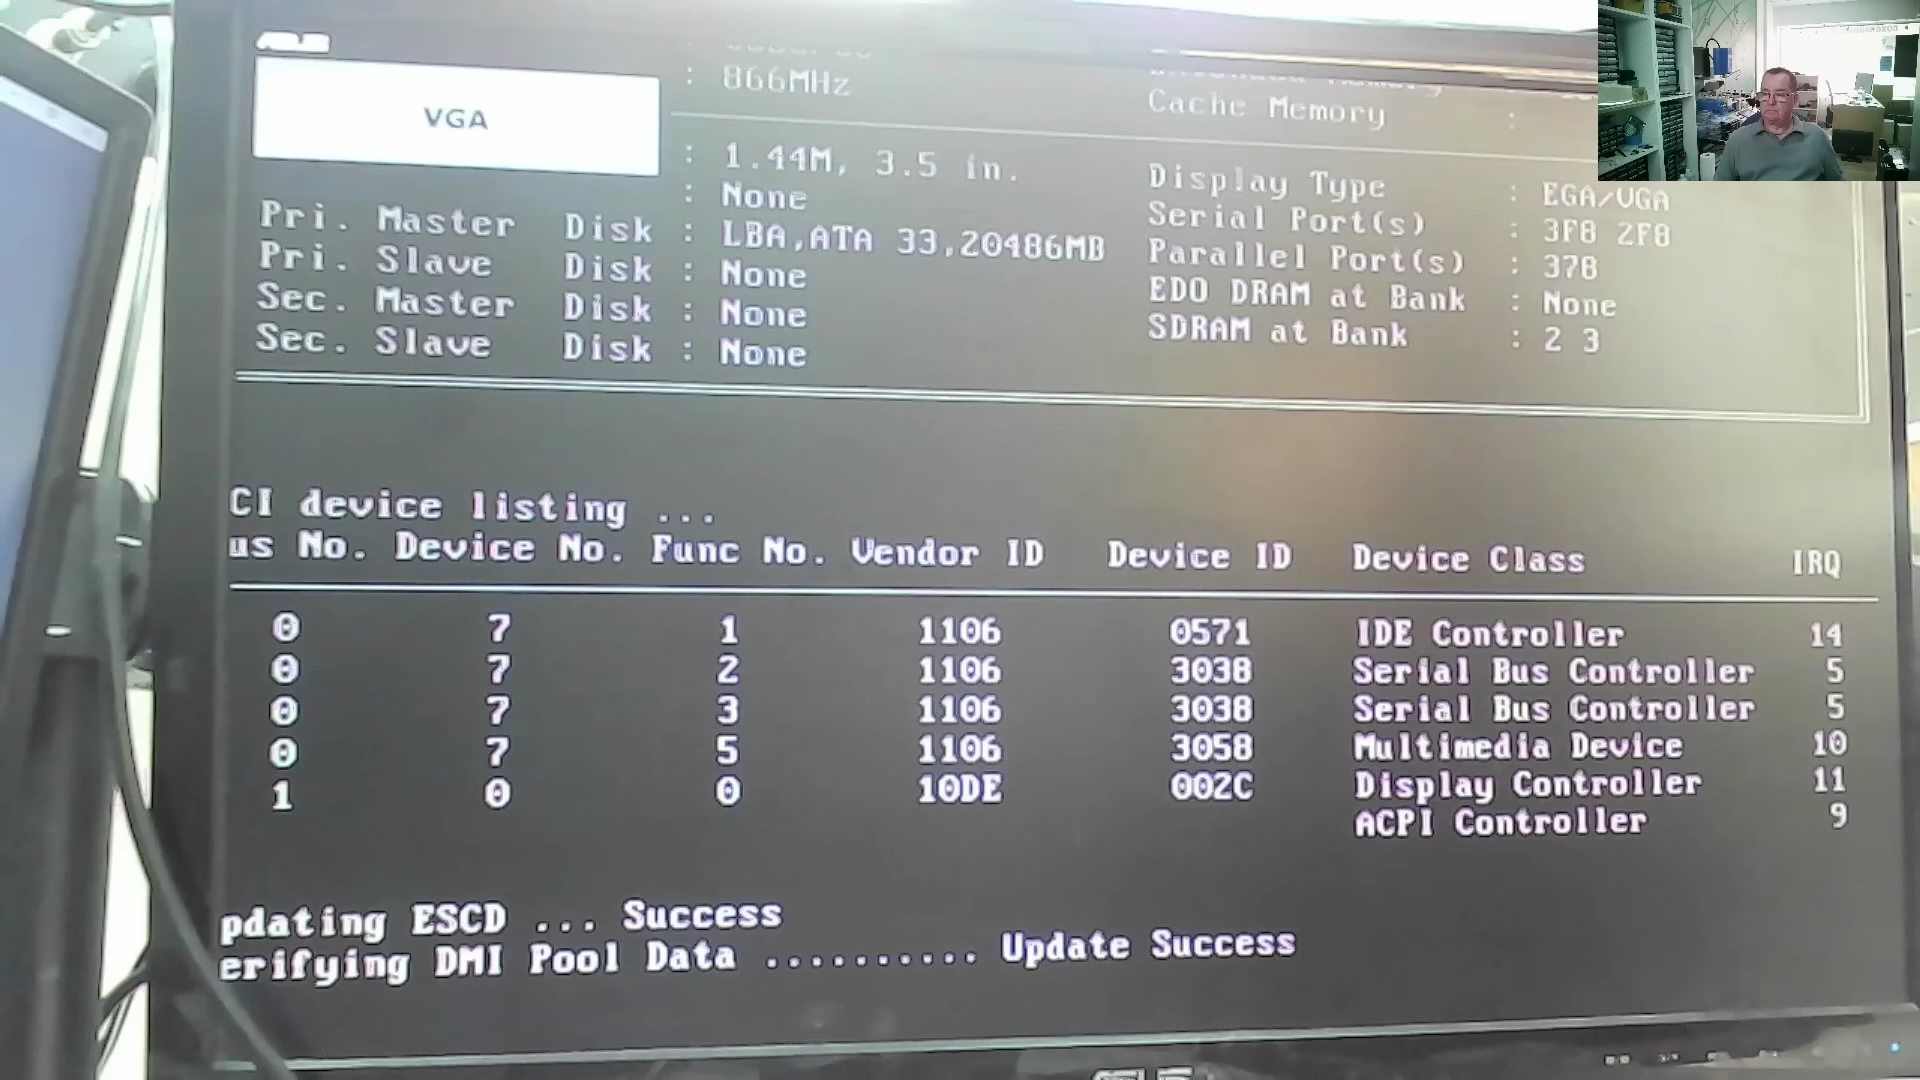 ASUS
VGA
: 866MHz
Cache Memory :
: 1.44M, 3.5 in.
: None
Pri. Master Disk : LBA,ATA 33,20486MB
Pri. Slave Disk : None
Sec. Master Disk : None
Sec. Slave Disk : None
Display Type : EGA/VGA
Serial Port(s) : 3F8 2F8
Parallel Port(s) : 378
EDO DRAM at Bank : None
SDRAM at Bank : 2 3
CI device listing ...
us No. Device No. Func No. Vendor ID Device ID Device Class IRQ
0 7 1 1106 0571 IDE Controller 14
0 7 2 1106 3038 Serial Bus Controller 5
0 7 3 1106 3038 Serial Bus Controller 5
0 7 5 1106 3058 Multimedia Device 10
1 0 0 10DE 002C Display Controller 11
ACPI Controller 9
pdating ESCD ... Success
erifying DMI Pool Data .......... Update Success